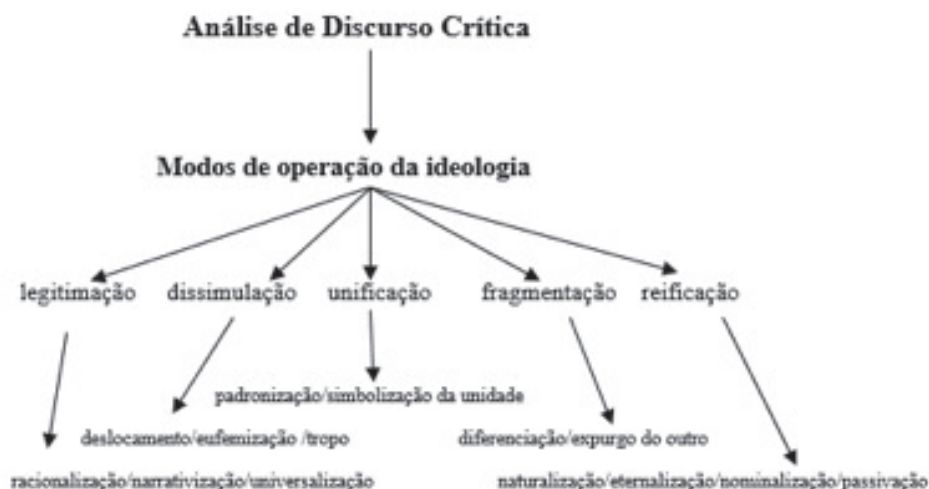 Análise de Discurso Crítica
Modos de operação da ideologia
legitimação dissimulação unificação fragmentação reificação
padronização/simbolização da unidade
deslocamento/eufemização /tropo diferenciação/expurgo do outro
racionalização/narrativização/universalização naturalização/eternalização/nominalização/passivação